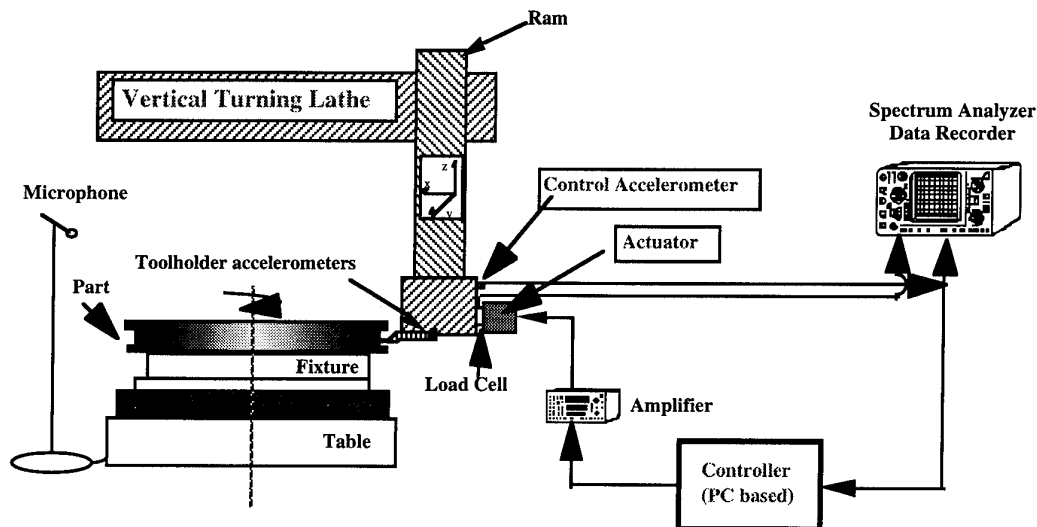 Ram
Vertical Turning Lathe
Spectrum Analyzer
Data Recorder
z
x
y
Microphone
Control Accelerometer
Actuator
Toolholder accelerometers
Part
Fixture
Load Cell
Amplifier
Table
Controller
(PC based)